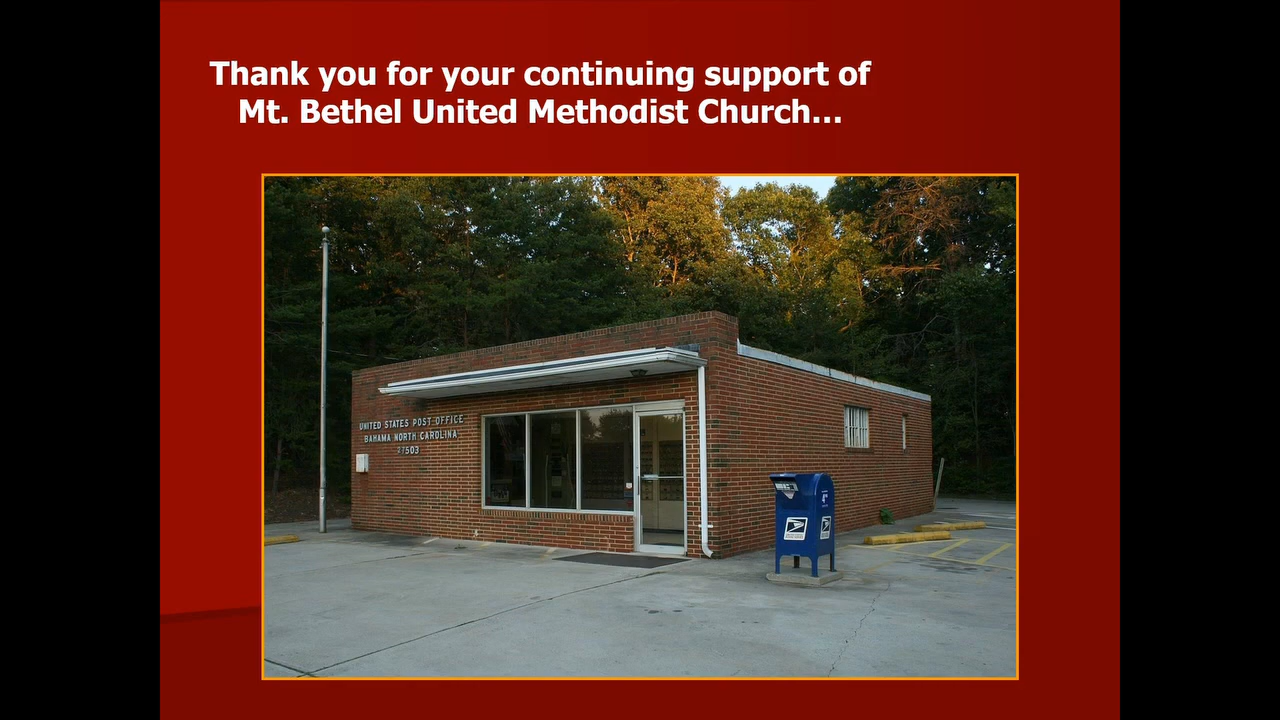 Thank you for your continuing support of
Mt. Bethel United Methodist Church...
UNITED STATES POST OFFICE
BAHAMA NORTH CAROLINA
27503